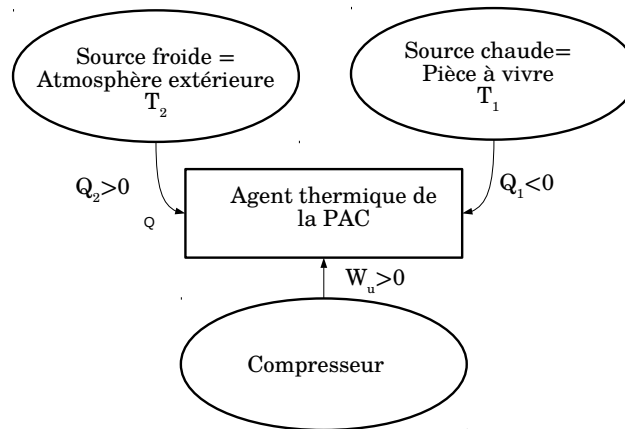 Source froide =
Atmosphère extérieure
T₂
Source chaude=
Pièce à vivre
T₁
Q₂>0
Q₁<0
Q
Agent thermique de
la PAC
Wᵤ>0
Compresseur